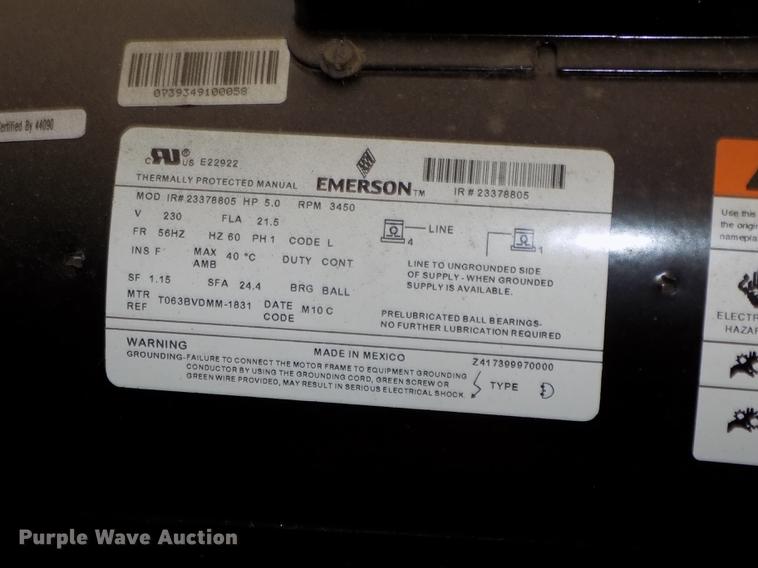 0739349100058
Certified By 44090
c RU ® US E22922
THERMALLY PROTECTED MANUAL
EMERSON™
IR # 23378805
MOD IR# 23378805 HP 5.0 RPM 3450
V 230 FLA 21.5
FR 56HZ HZ 60 PH 1 CODE L
INS F MAX AMB 40 °C DUTY CONT
SF 1.15 SFA 24.4 BRG BALL
MTR REF T063BVDMM-1831 DATE CODE M10 C
LINE
4
1
LINE TO UNGROUNDED SIDE
OF SUPPLY - WHEN GROUNDED
SUPPLY IS AVAILABLE.
PRELUBRICATED BALL BEARINGS-
NO FURTHER LUBRICATION REQUIRED
WARNING
MADE IN MEXICO
Z417399970000
GROUNDING-FAILURE TO CONNECT THE MOTOR FRAME TO EQUIPMENT GROUNDING
CONDUCTOR BY USING THE GROUNDING CORD, GREEN SCREW OR
GREEN WIRE PROVIDED, MAY RESULT IN SERIOUS ELECTRICAL SHOCK.
TYPE
Use this
the origin
namepla
ELECTR
HAZAR
Purple Wave Auction